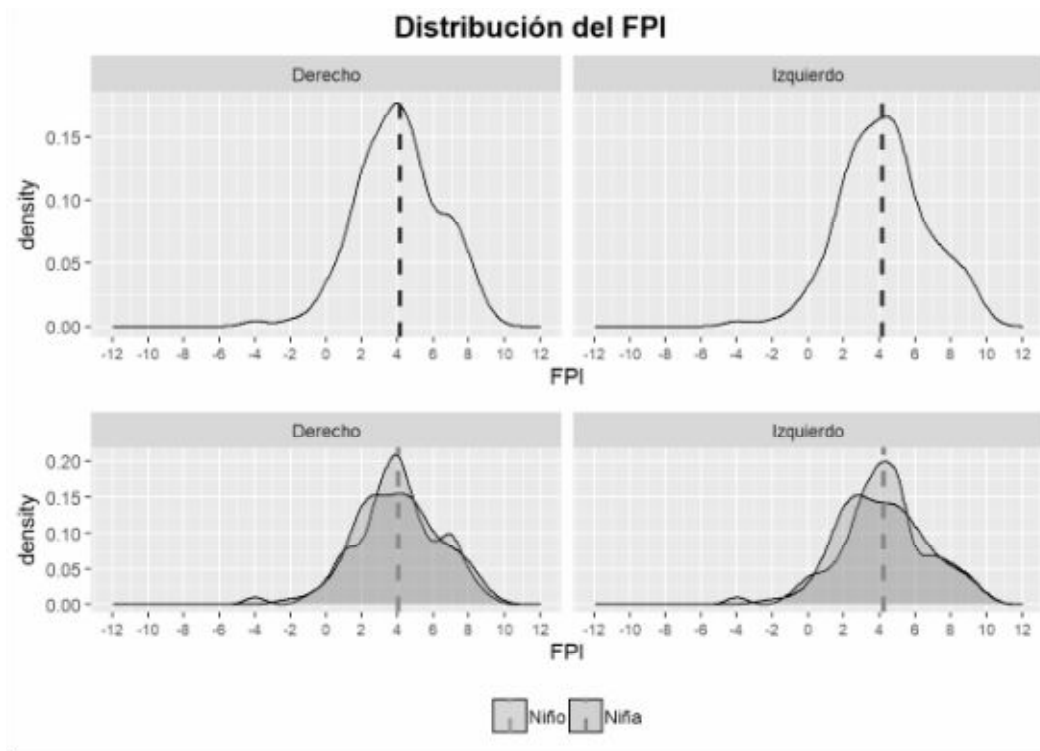 Distribución del FPI
Derecho Izquierdo
density
0.15
0.10
0.05
0.00
-12 -10 -8 -6 -4 -2 0 2 4 6 8 10 12 -12 -10 -8 -6 -4 -2 0 2 4 6 8 10 12
FPI FPI
Derecho Izquierdo
density
0.20
0.15
0.10
0.05
0.00
-12 -10 -8 -6 -4 -2 0 2 4 6 8 10 12 -12 -10 -8 -6 -4 -2 0 2 4 6 8 10 12
FPI FPI
Niño Niña